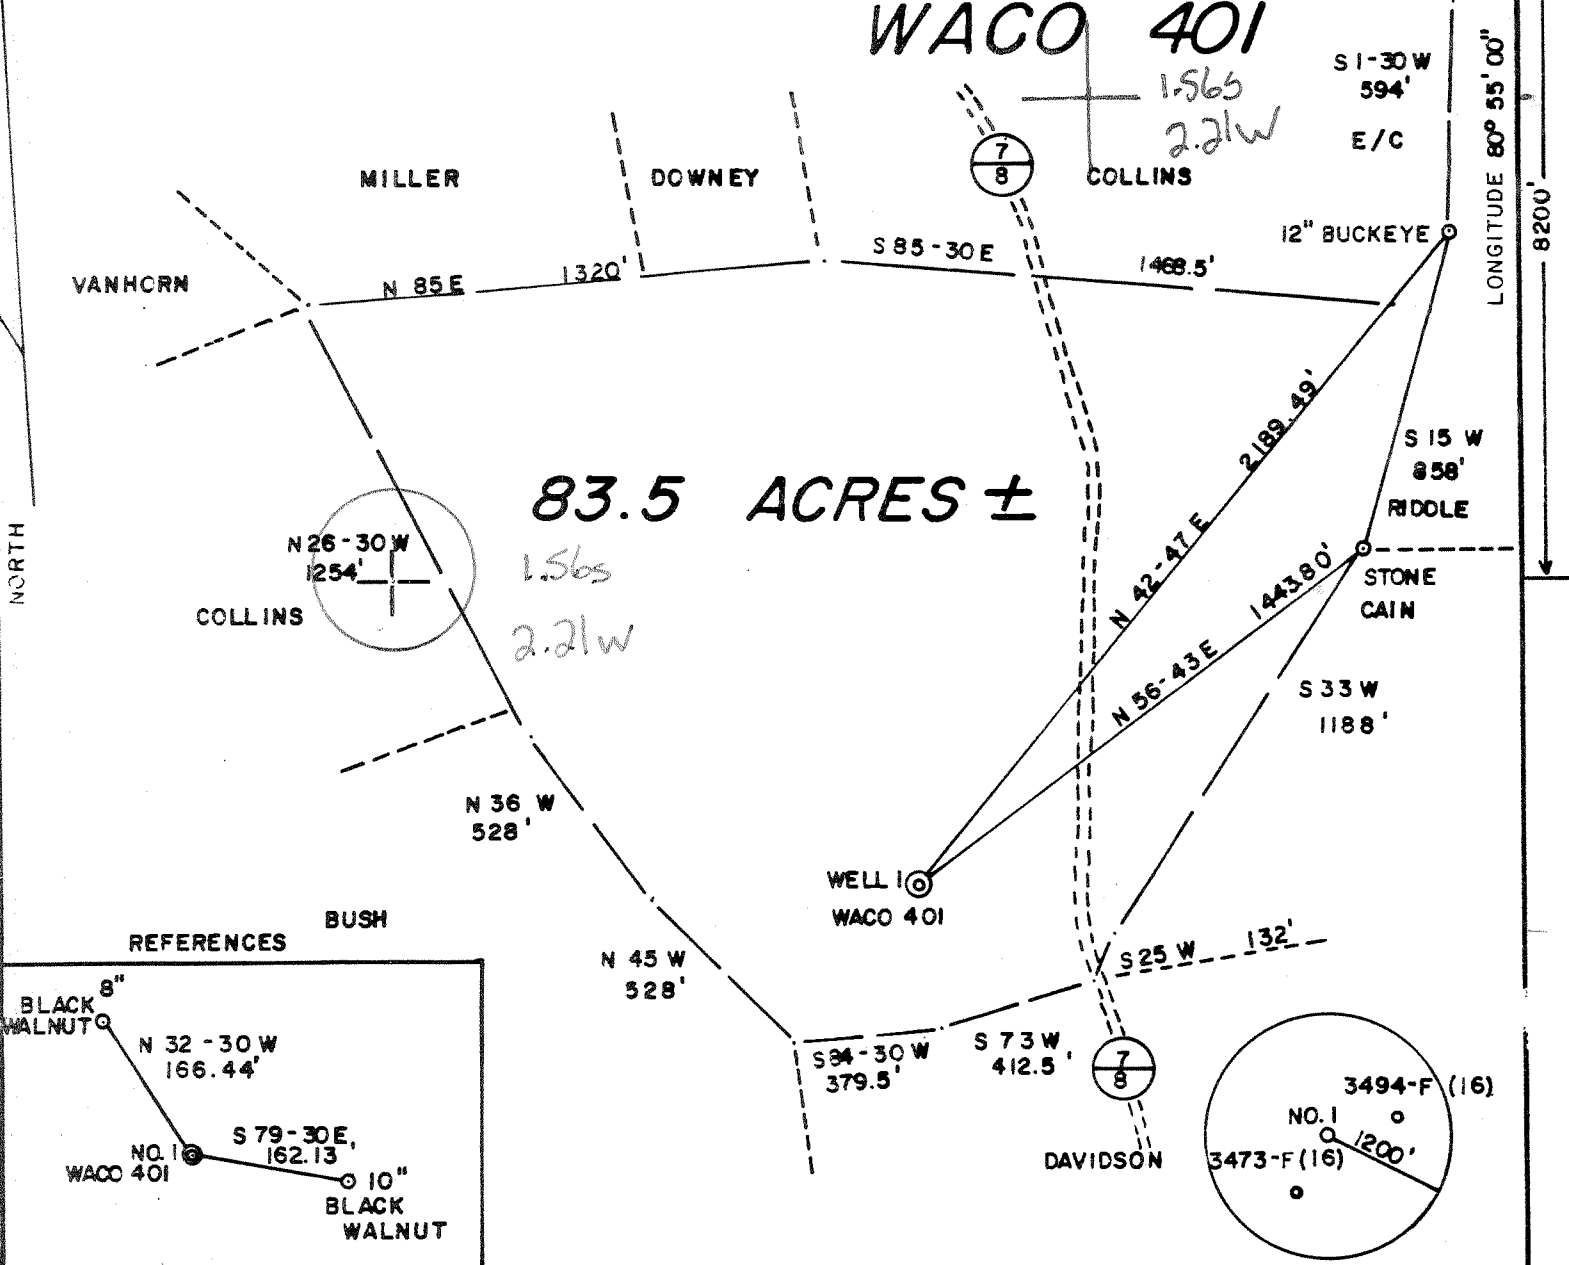 WACO 401
S 1-30 W
594'
E/C
1.56s
2.21W
7
8
MILLER
DOWNEY
COLLINS
12" BUCKEYE
LONGITUDE 80° 55' 00"
8200'
VANHORN
N 85 E
1320'
S 85-30 E
1468.5'
2189.49'
N 42-47 E
S 15 W
858'
RIDDLE
83.5 ACRES ±
NORTH
N 26-30 W
1254'
1.56s
2.21W
COLLINS
1443.80'
N 56-43 E
STONE
CAIN
S 33 W
1188'
N 36 W
528'
WELL 1
WACO 401
BUSH
REFERENCES
N 45 W
528'
S 25 W 132'
8"
BLACK
WALNUT
N 32-30 W
166.44'
S 84-30 W
379.5'
S 73 W
412.5'
7
8
NO. 1
WACO 401
S 79-30 E,
162.13'
10"
BLACK
WALNUT
DAVIDSON
3494-F (16)
NO. 1
1200'
3473-F (16)